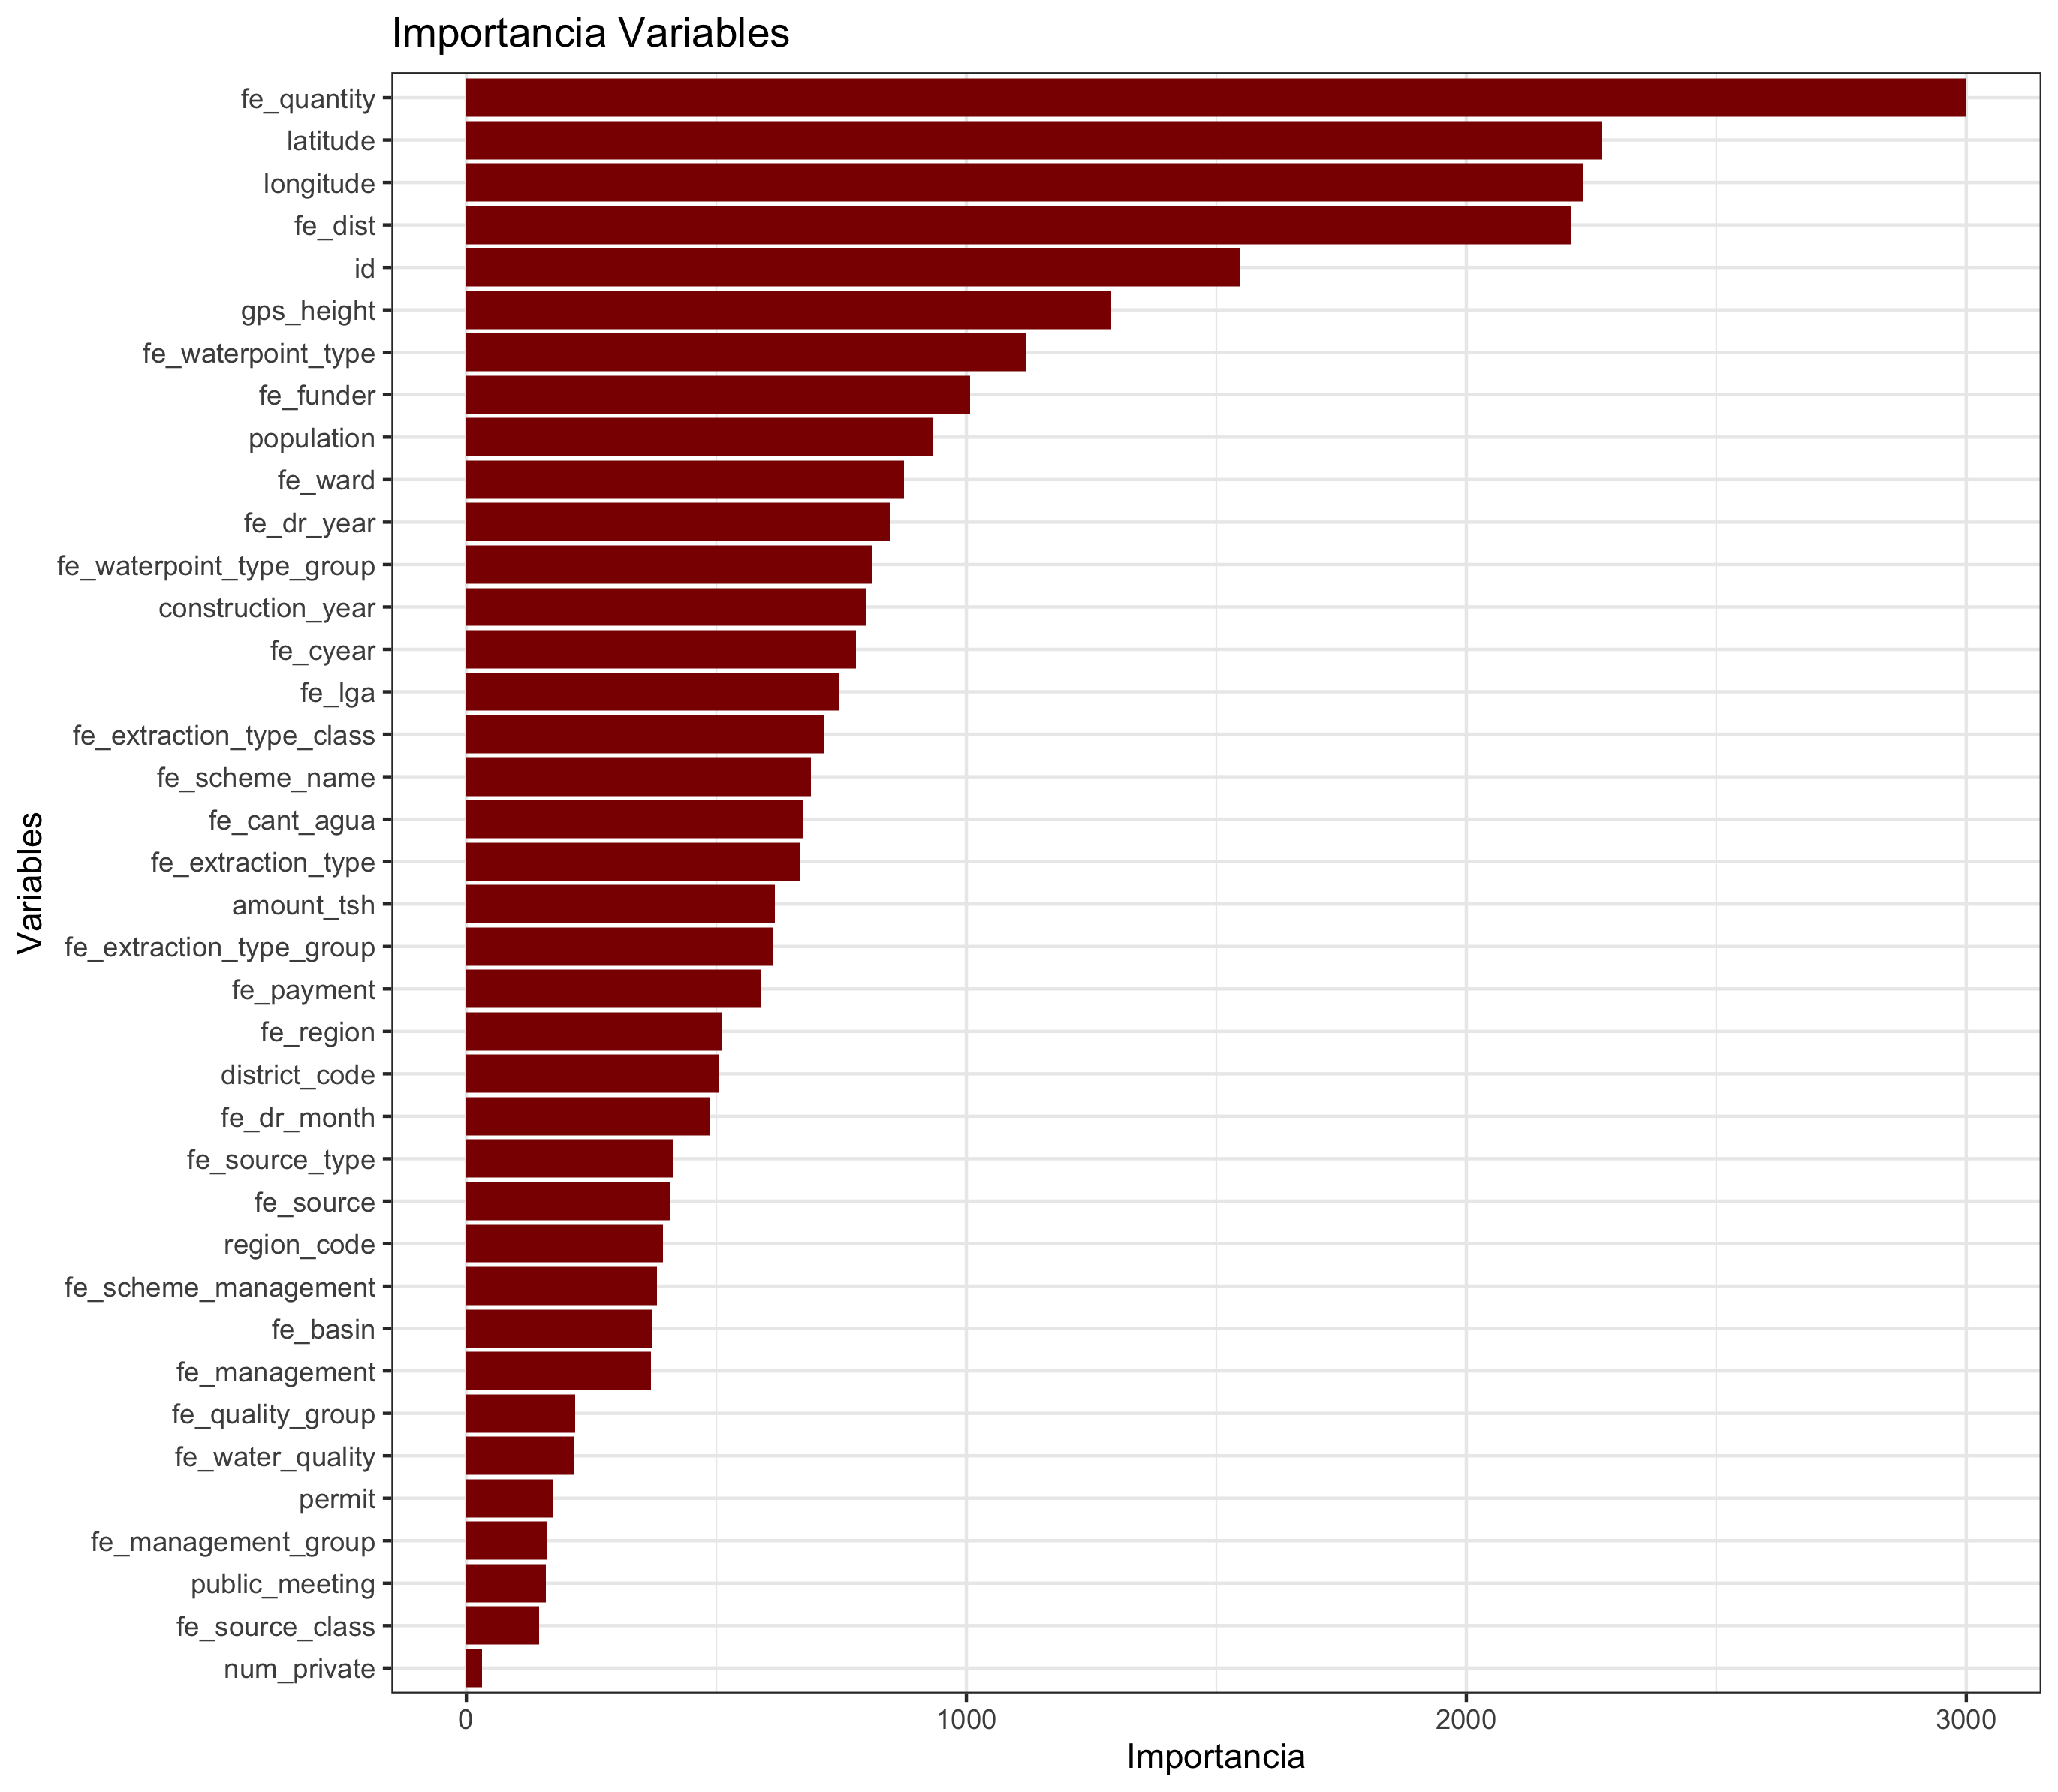 Importancia Variables
fe_quantity
latitude
longitude
fe_dist
id
gps_height
fe_waterpoint_type
fe_funder
population
fe_ward
fe_dr_year
fe_waterpoint_type_group
construction_year
fe_cyear
fe_lga
fe_extraction_type_class
fe_scheme_name
fe_cant_agua
fe_extraction_type
amount_tsh
fe_extraction_type_group
fe_payment
fe_region
district_code
fe_dr_month
fe_source_type
fe_source
region_code
fe_scheme_management
fe_basin
fe_management
fe_quality_group
fe_water_quality
permit
fe_management_group
public_meeting
fe_source_class
num_private
Variables
0 1000 2000 3000
Importancia